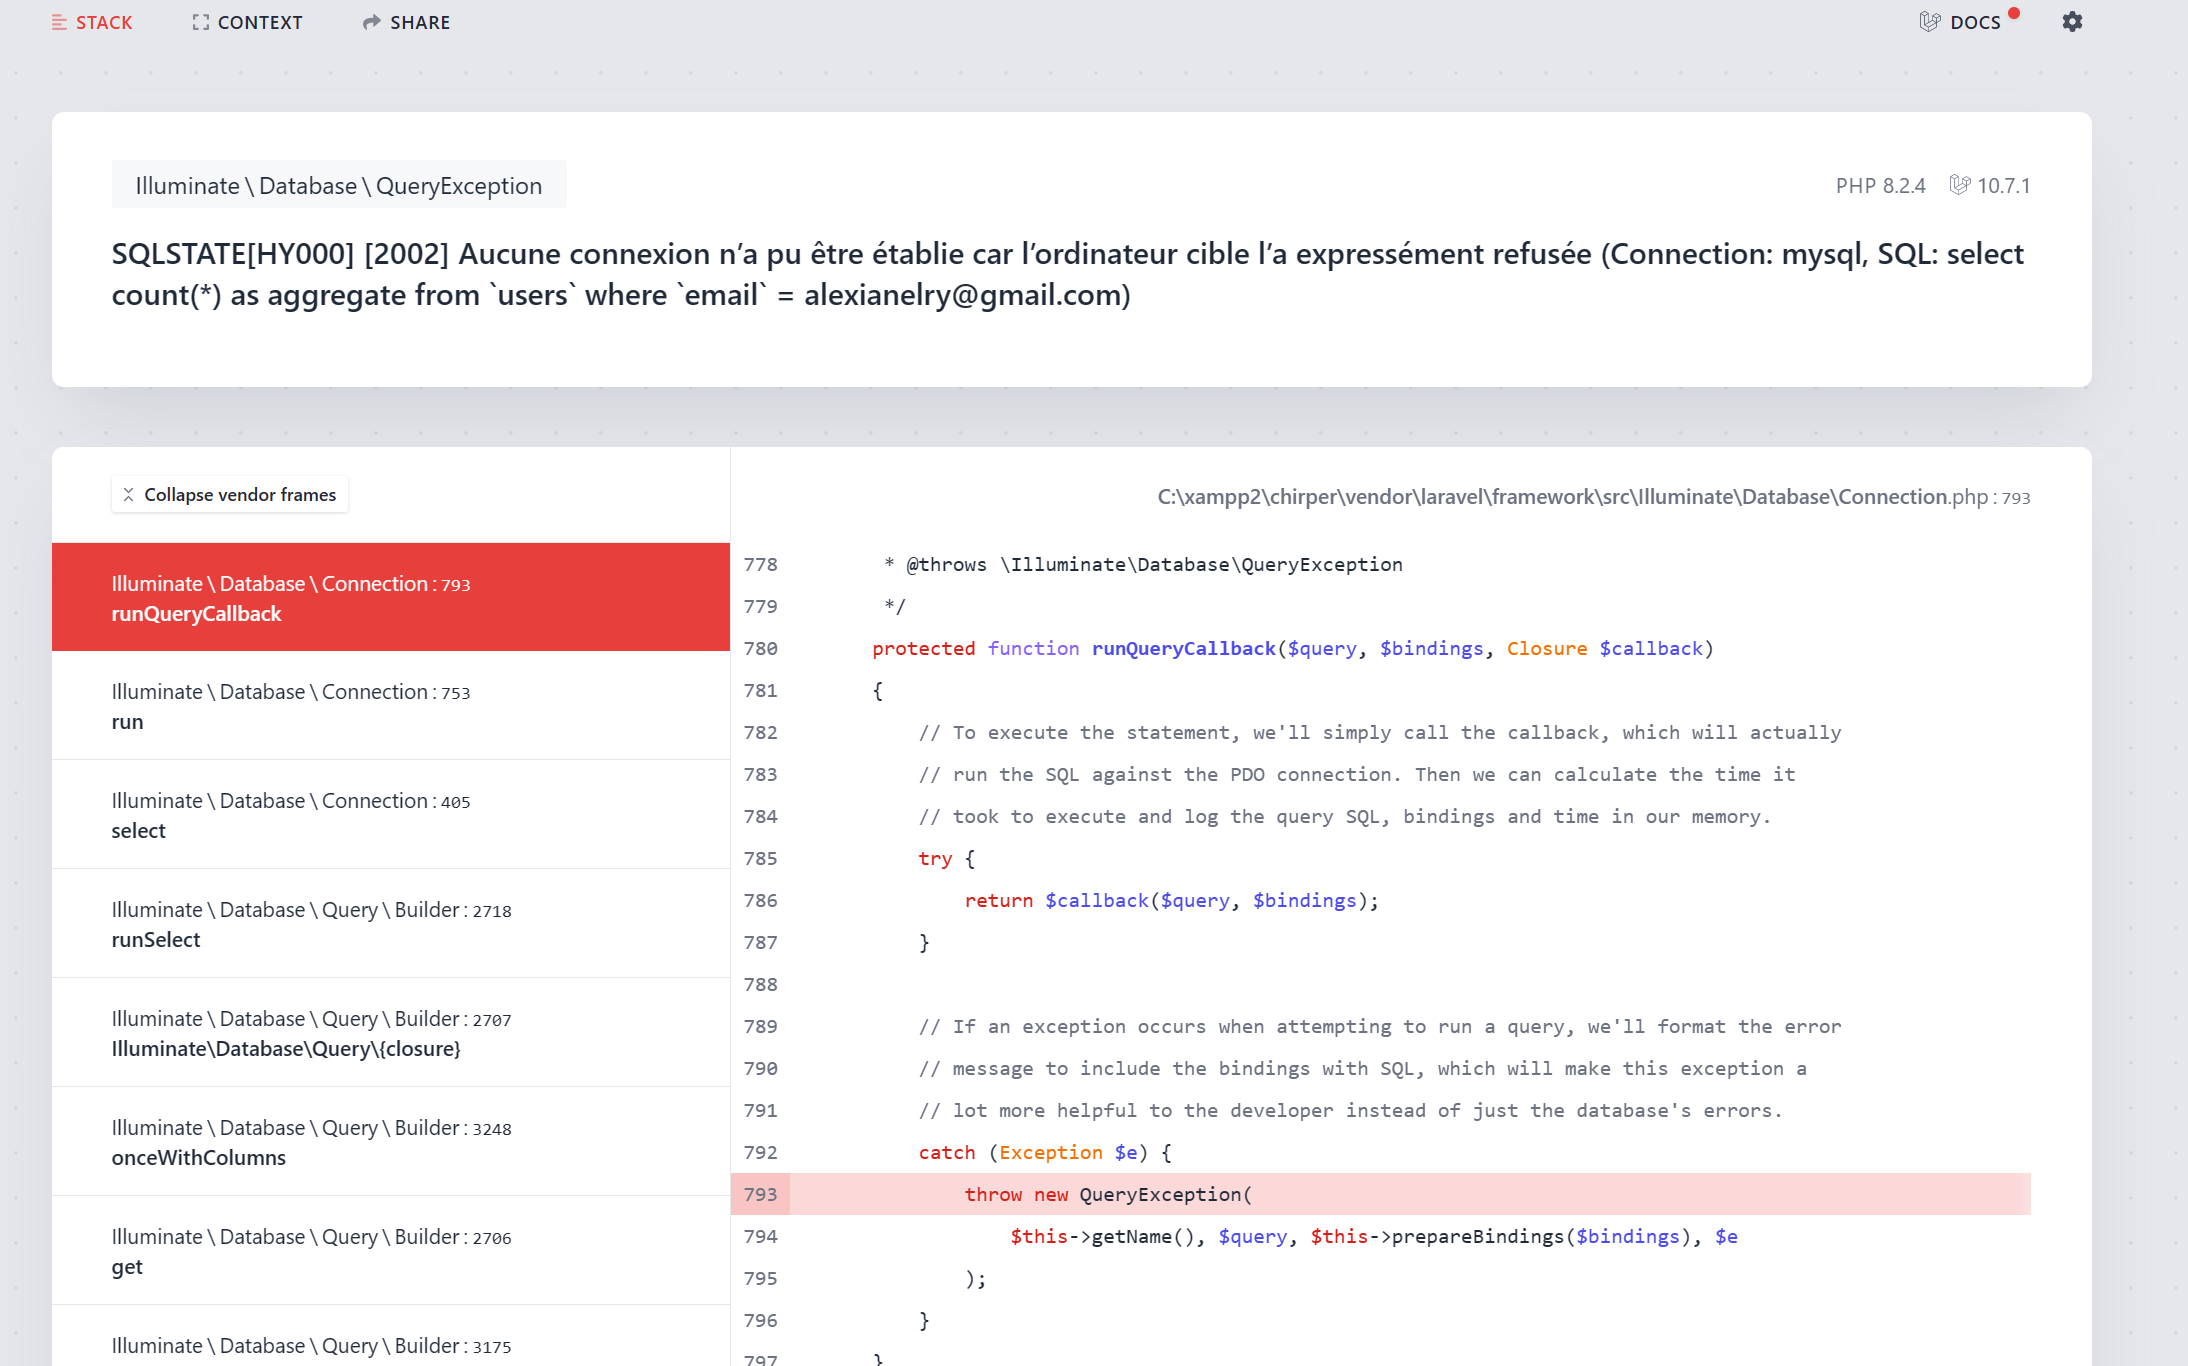 STACK CONTEXT SHARE DOCS
Illuminate\Database\QueryException PHP 8.2.4 10.7.1
SQLSTATE[HY000] [2002] Aucune connexion n’a pu être établie car l’ordinateur cible l’a expressément refusée (Connection: mysql, SQL: select
count(*) as aggregate from `users` where `email` = alexianelry@gmail.com)
Collapse vendor frames
Illuminate\Database\Connection:793
runQueryCallback
Illuminate\Database\Connection:753
run
Illuminate\Database\Connection:405
select
Illuminate\Database\Query\Builder:2718
runSelect
Illuminate\Database\Query\Builder:2707
Illuminate\Database\Query\{closure}
Illuminate\Database\Query\Builder:3248
onceWithColumns
Illuminate\Database\Query\Builder:2706
get
Illuminate\Database\Query\Builder:3175
C:\xampp2\chirper\vendor\laravel\framework\src\Illuminate\Database\Connection.php:793
778 * @throws \Illuminate\Database\QueryException
779 */
780 protected function runQueryCallback($query, $bindings, Closure $callback)
781 {
782 // To execute the statement, we'll simply call the callback, which will actually
783 // run the SQL against the PDO connection. Then we can calculate the time it
784 // took to execute and log the query SQL, bindings and time in our memory.
785 try {
786 return $callback($query, $bindings);
787 }
788
789 // If an exception occurs when attempting to run a query, we'll format the error
790 // message to include the bindings with SQL, which will make this exception a
791 // lot more helpful to the developer instead of just the database's errors.
792 catch (Exception $e) {
793 throw new QueryException(
794 $this->getName(), $query, $this->prepareBindings($bindings), $e
795 );
796 }
797 }